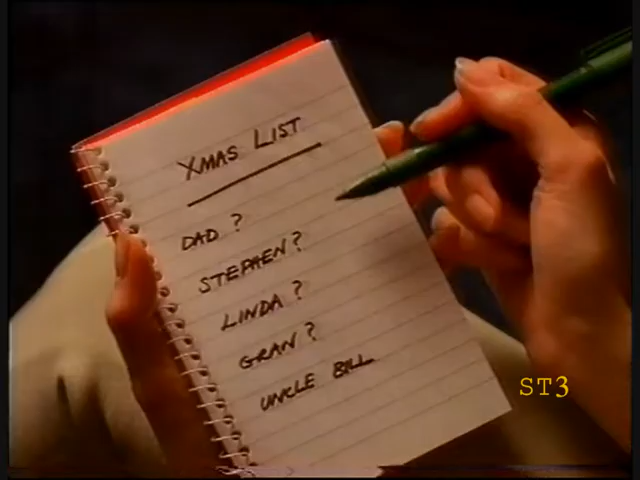 XMAS LIST
DAD ?
STEPHEN ?
LINDA ?
GRAN ?
UNCLE BILL
ST3